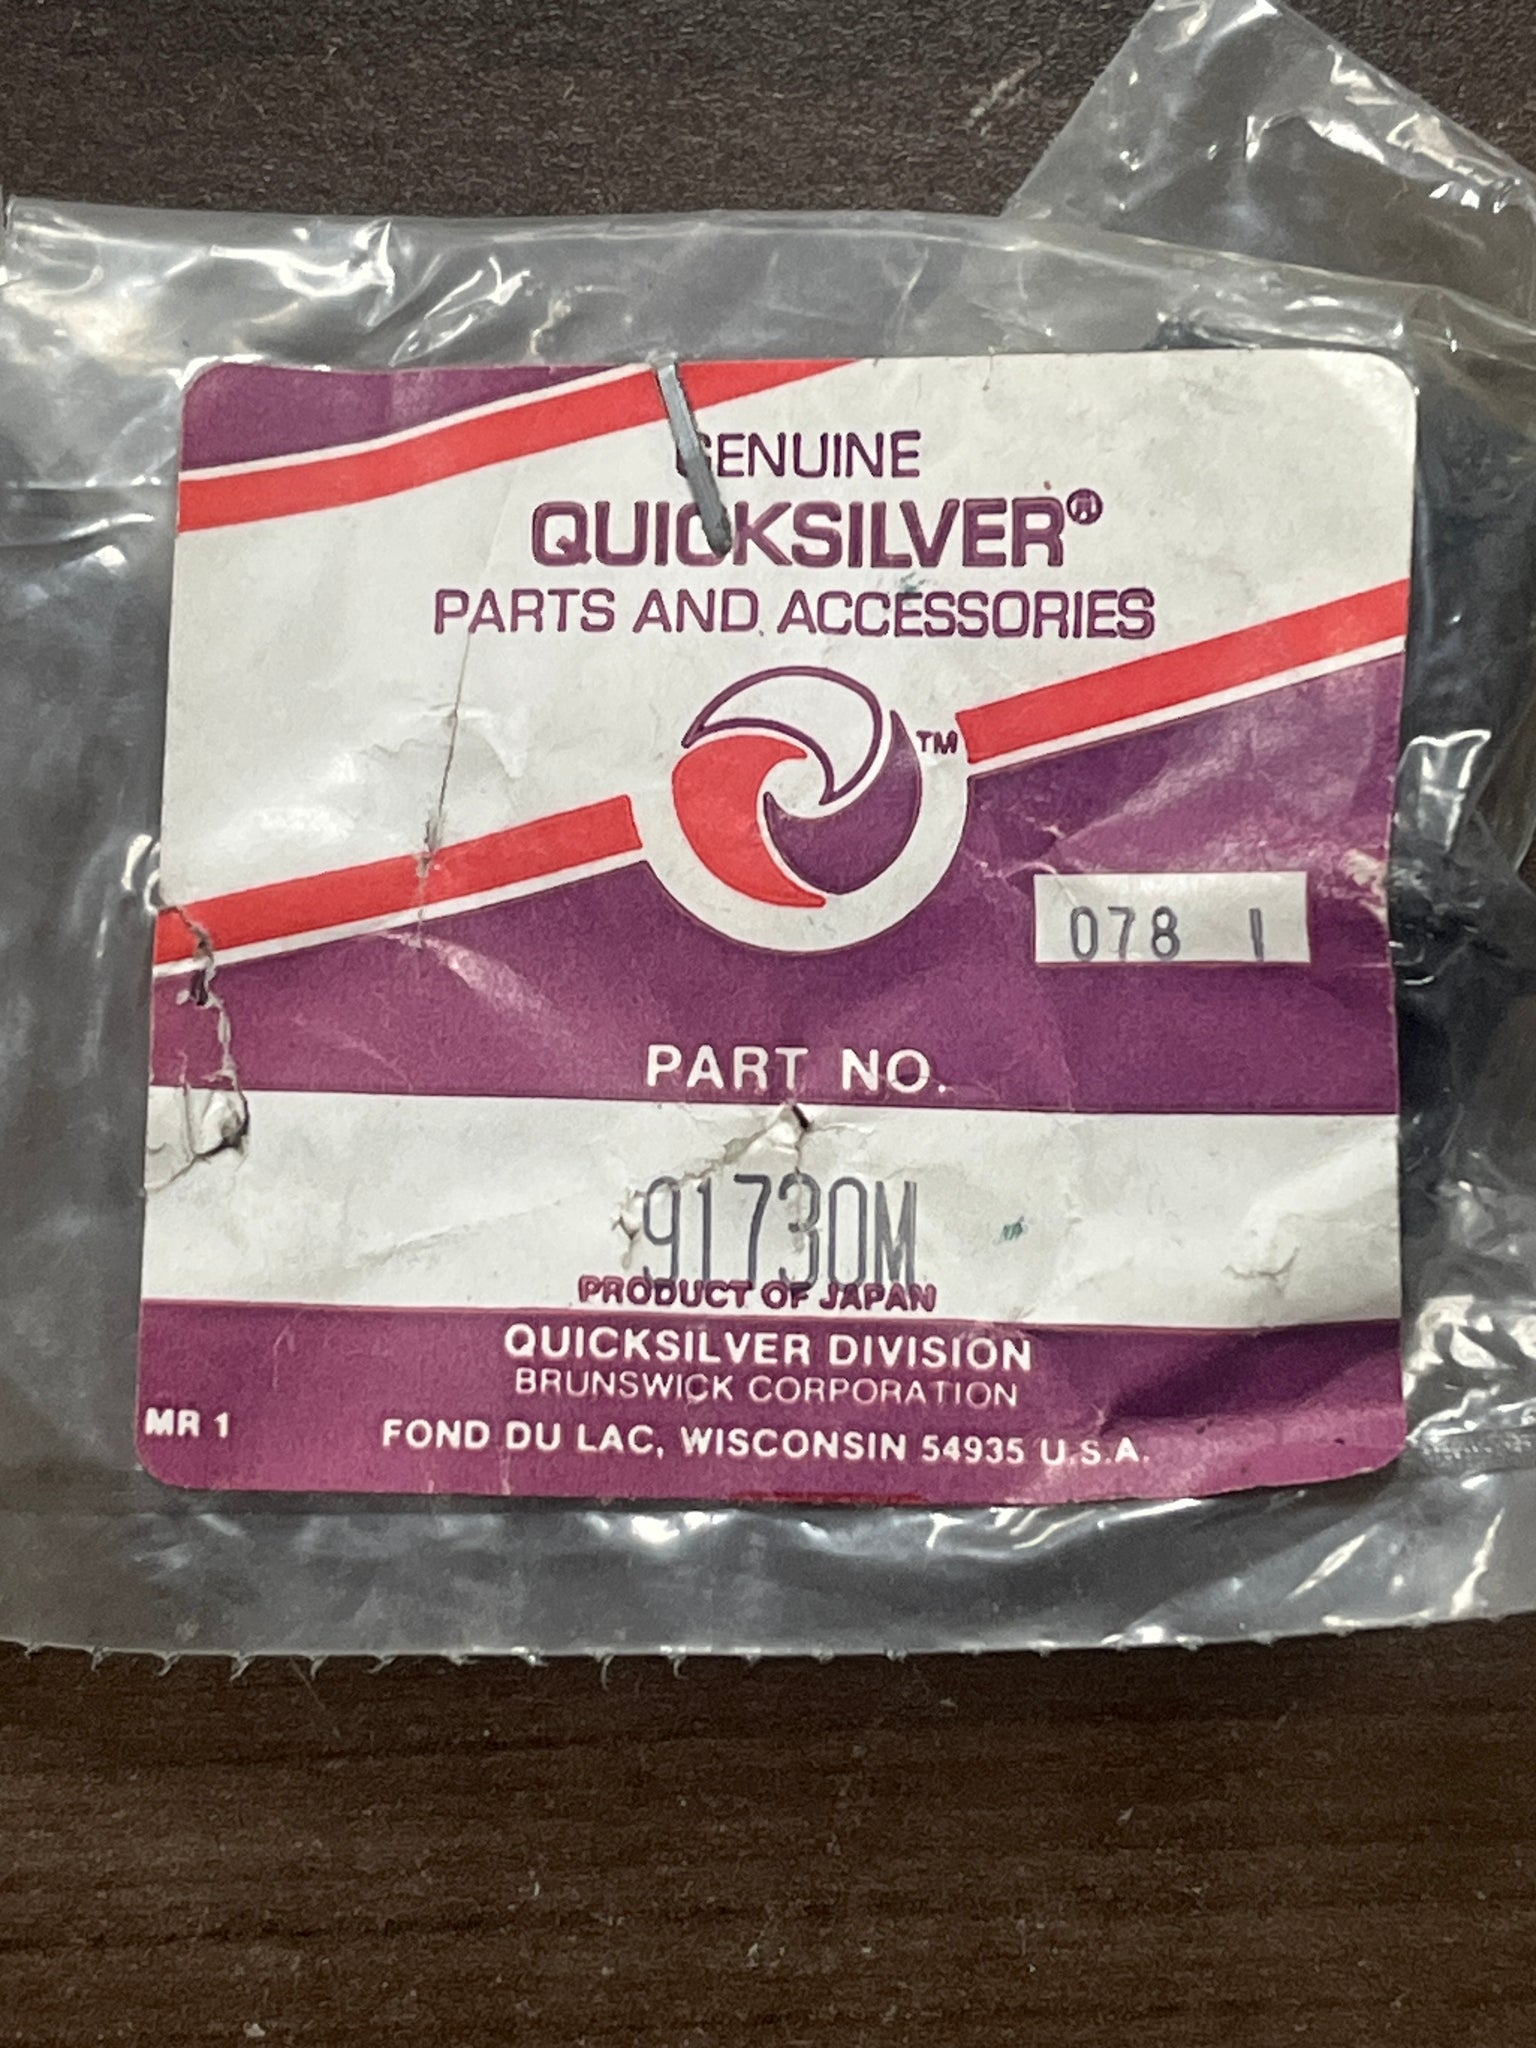 GENUINE
QUICKSILVER®
PARTS AND ACCESSORIES
TM
078 1
PART NO.
91730M
PRODUCT OF JAPAN
QUICKSILVER DIVISION
BRUNSWICK CORPORATION
MR 1
FOND DU LAC, WISCONSIN 54935 U.S.A.